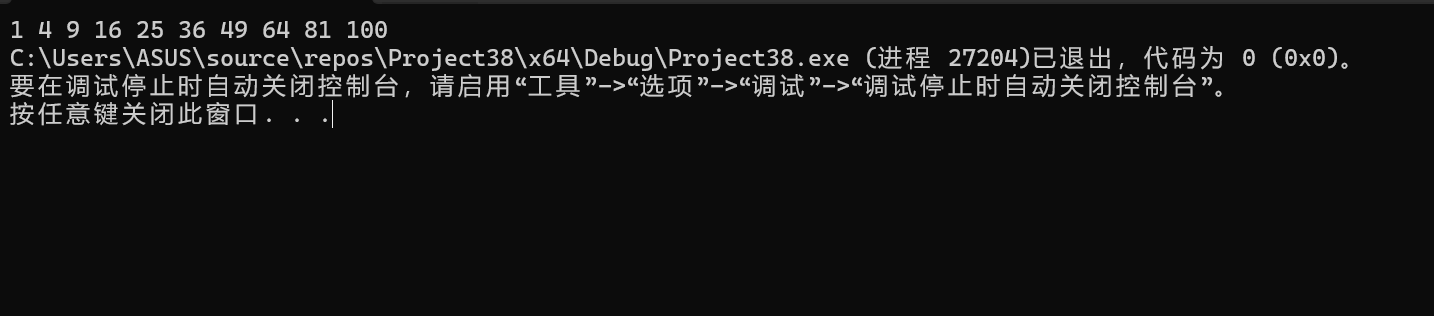 1 4 9 16 25 36 49 64 81 100
C:\Users\ASUS\source\repos\Project38\x64\Debug\Project38.exe (进程 27204)已退出，代码为 0 (0x0)。
要在调试停止时自动关闭控制台，请启用“工具”->“选项”->“调试”->“调试停止时自动关闭控制台”。
按任意键关闭此窗口. . .